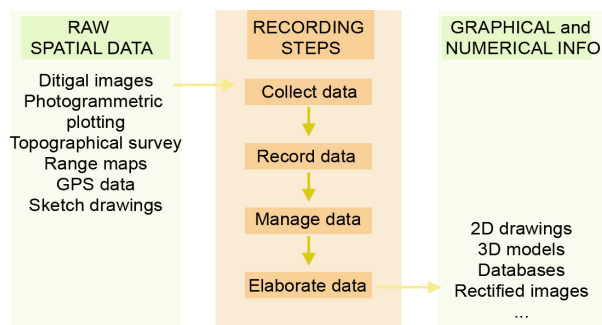 RAW
SPATIAL DATA
Ditigal images
Photogrammetric
plotting
Topographical survey
Range maps
GPS data
Sketch drawings
RECORDING
STEPS
Collect data
Record data
Manage data
Elaborate data
GRAPHICAL and
NUMERICAL INFO
2D drawings
3D models
Databases
Rectified images
...